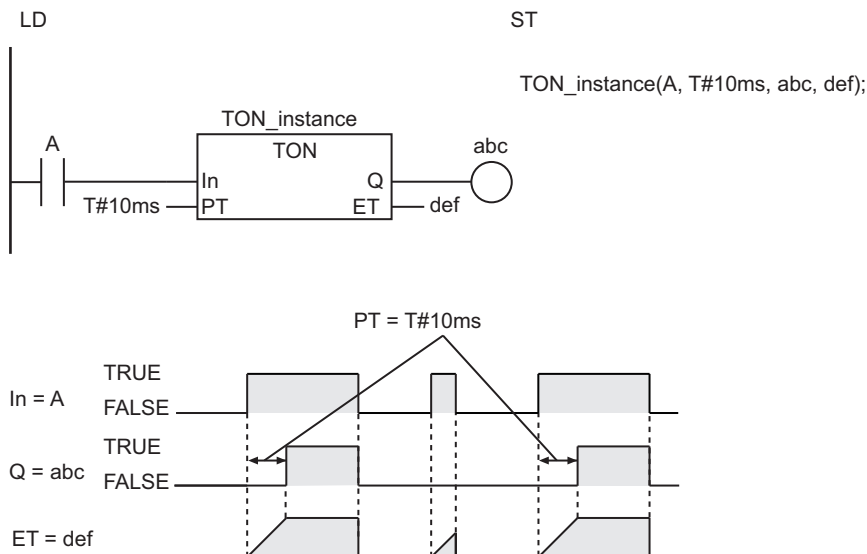 LD
ST
TON_instance(A, T#10ms, abc, def);
TON_instance
A
TON
abc
In
Q
T#10ms
PT
ET
def
PT = T#10ms
In = A
TRUE
FALSE
Q = abc
TRUE
FALSE
ET = def